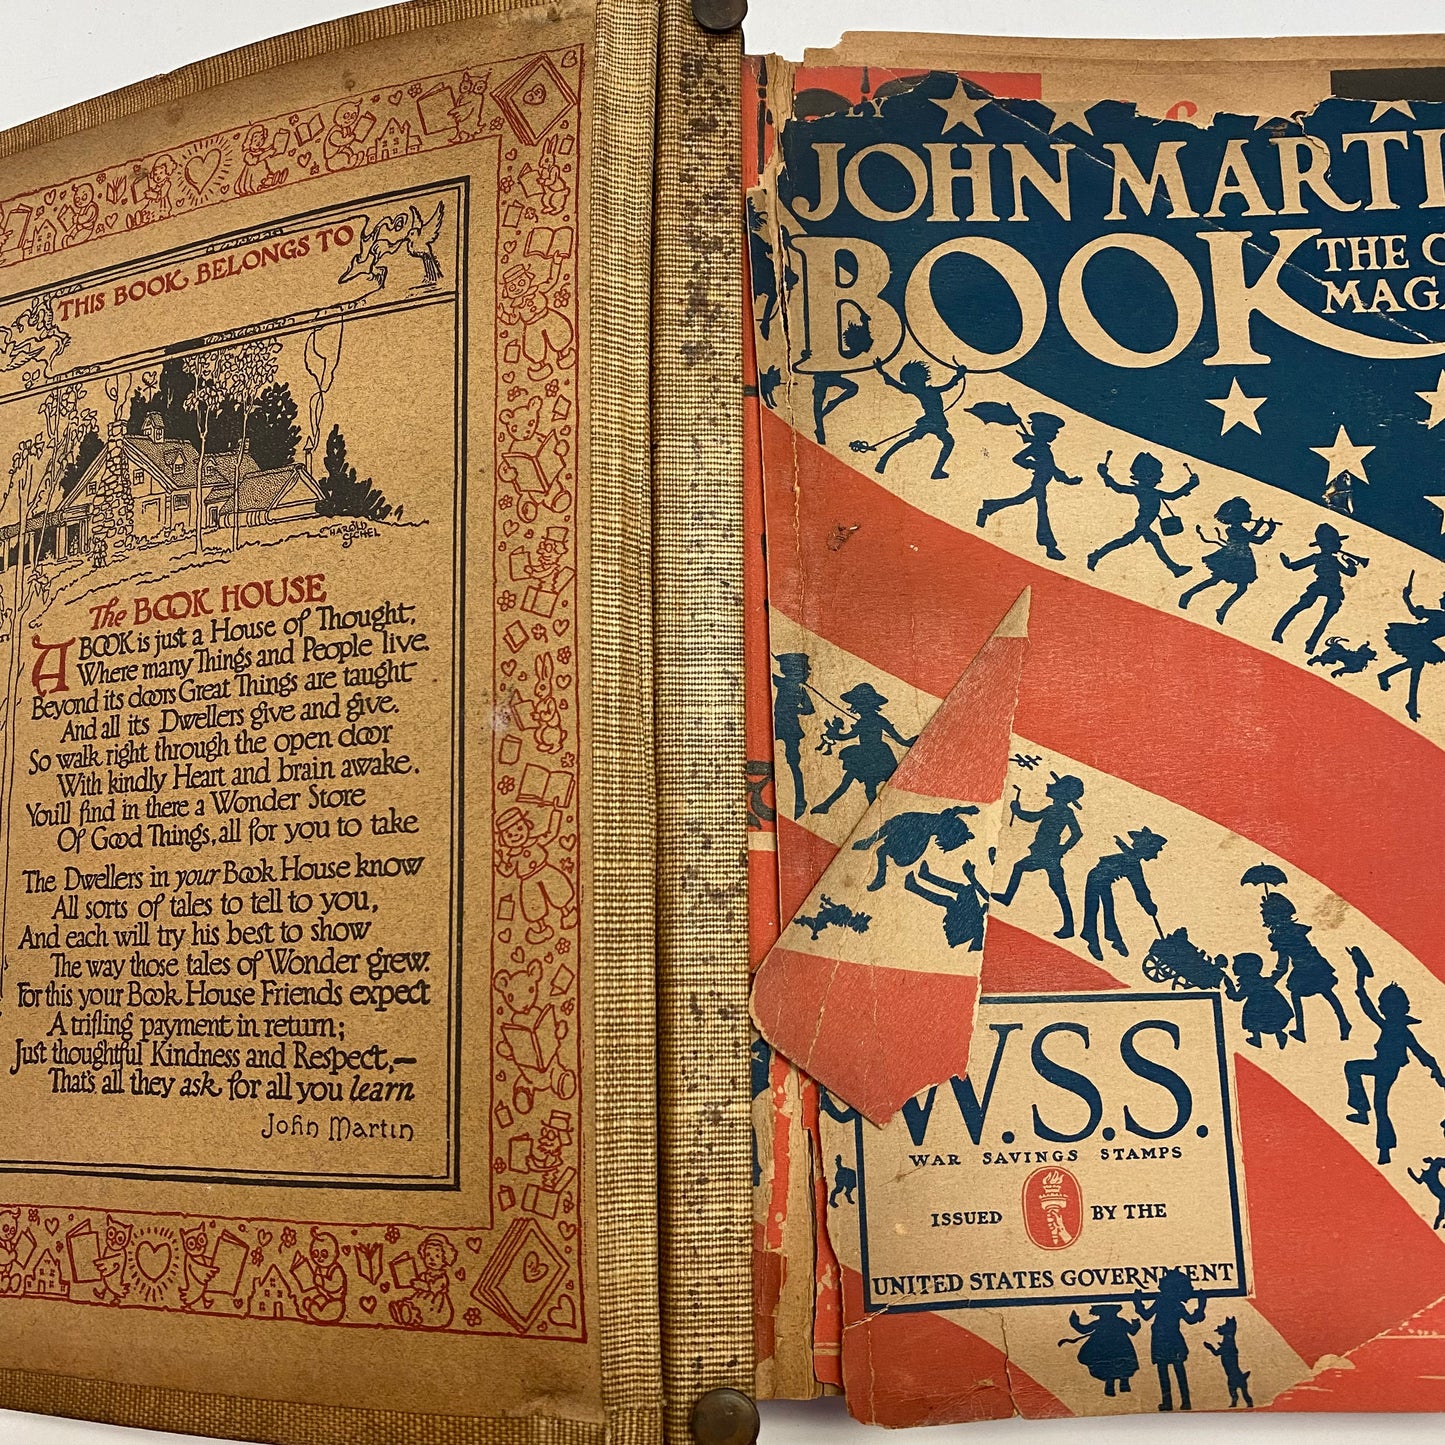 THIS BOOK BELONGS TO
HAROLD
SICHEL
The BOOK HOUSE
A BOOK is just a House of Thought,
Where many Things and People live.
Beyond its doors Great Things are taught
And all its Dwellers give and give.
So walk right through the open door
With kindly Heart and brain awake.
You'll find in there a Wonder Store
Of Good Things, all for you to take
The Dwellers in your Book House know
All sorts of tales to tell to you,
And each will try his best to show
The way those tales of Wonder grew.
For this your Book House Friends expect
A trifling payment in return;
Just thoughtful Kindness and Respect,—
That's all they ask for all you learn
John Martin
JOHN MARTI
BOOK THE C
MAGA
W.S.S.
WAR SAVINGS STAMPS
ISSUED BY THE
UNITED STATES GOVERNMENT